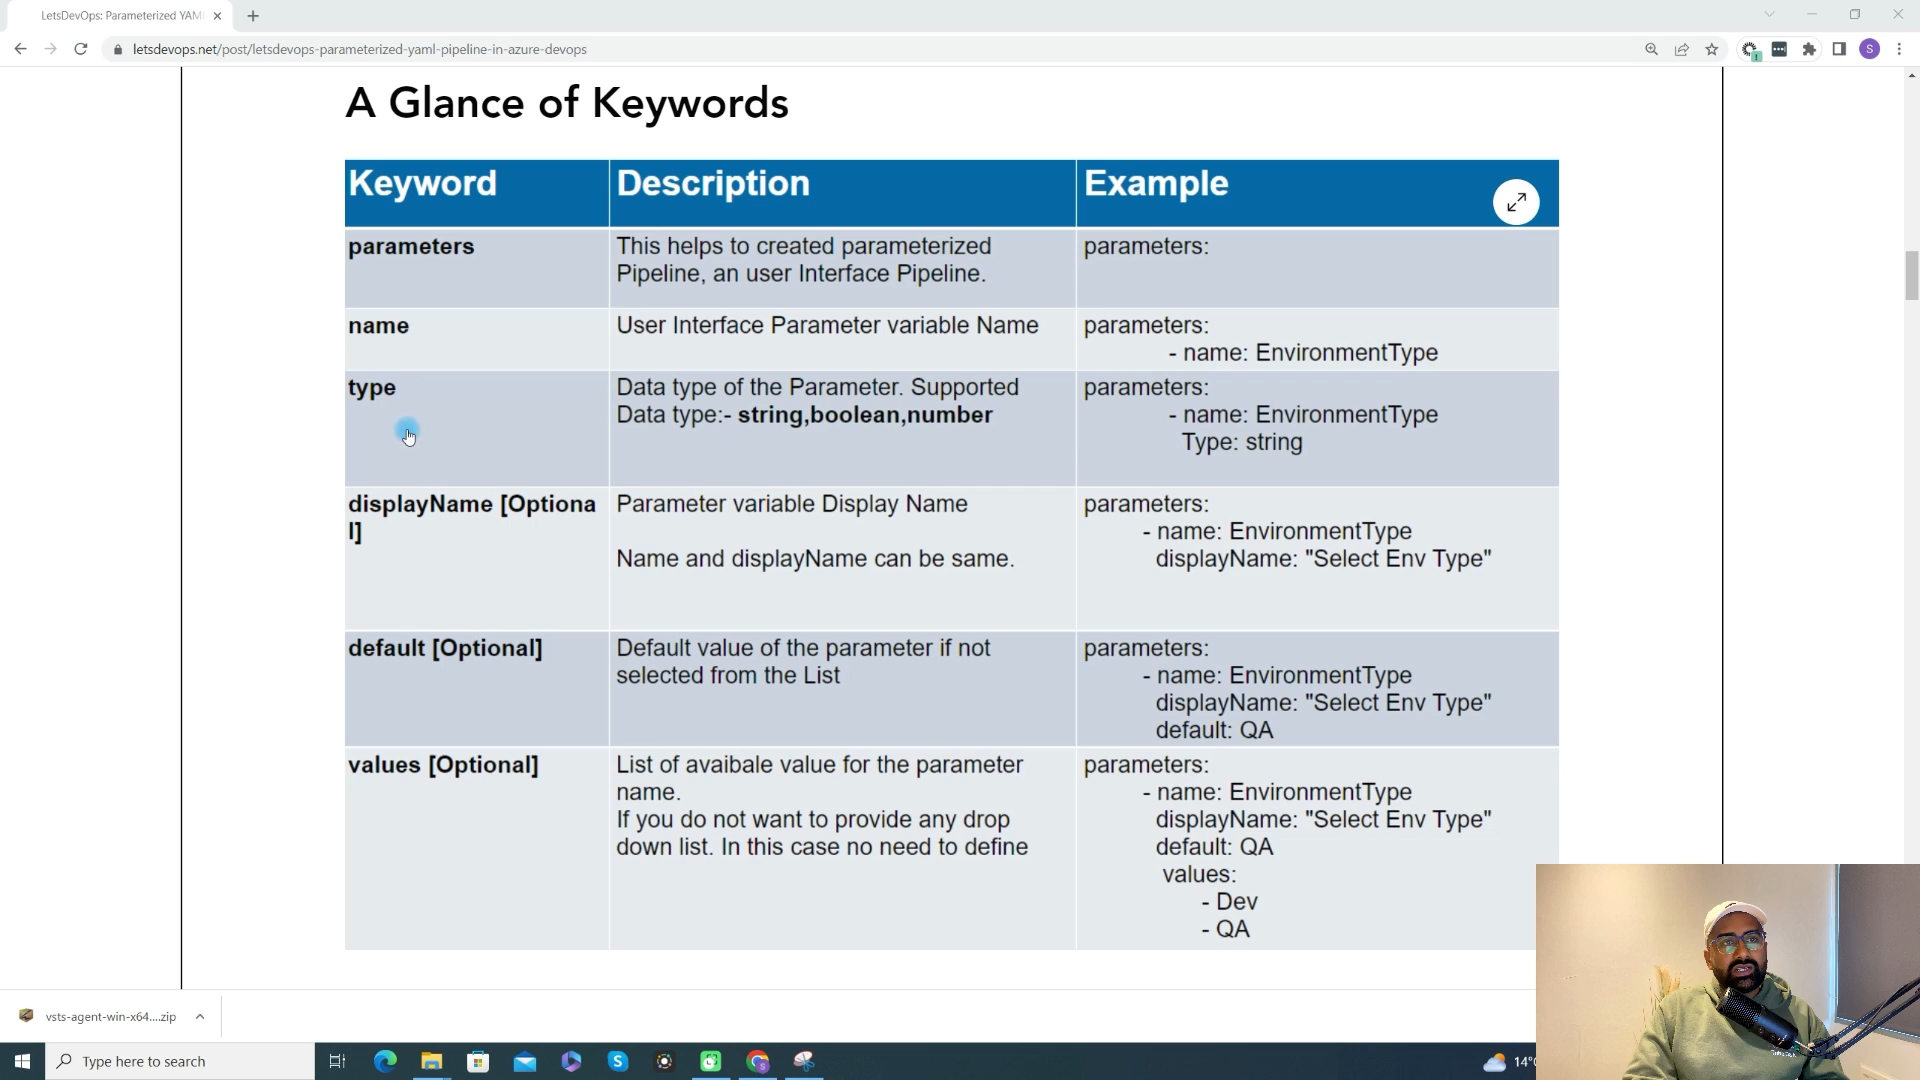 LetsDevOps: Parameterized YAM
letsdevops.net/post/letsdevops-parameterized-yaml-pipeline-in-azure-devops
S
A Glance of Keywords
Keyword
Description
Example
parameters
This helps to created parameterized
Pipeline, an user Interface Pipeline.
parameters:
name
User Interface Parameter variable Name
parameters:
- name: EnvironmentType
type
Data type of the Parameter. Supported
Data type:- string,boolean,number
parameters:
- name: EnvironmentType
Type: string
displayName [Optiona
l]
Parameter variable Display Name
Name and displayName can be same.
parameters:
- name: EnvironmentType
displayName: "Select Env Type"
default [Optional]
Default value of the parameter if not
selected from the List
parameters:
- name: EnvironmentType
displayName: "Select Env Type"
default: QA
values [Optional]
List of avaibale value for the parameter
name.
If you do not want to provide any drop
down list. In this case no need to define
parameters:
- name: EnvironmentType
displayName: "Select Env Type"
default: QA
values:
- Dev
- QA
vsts-agent-win-x64....zip
Type here to search
14°